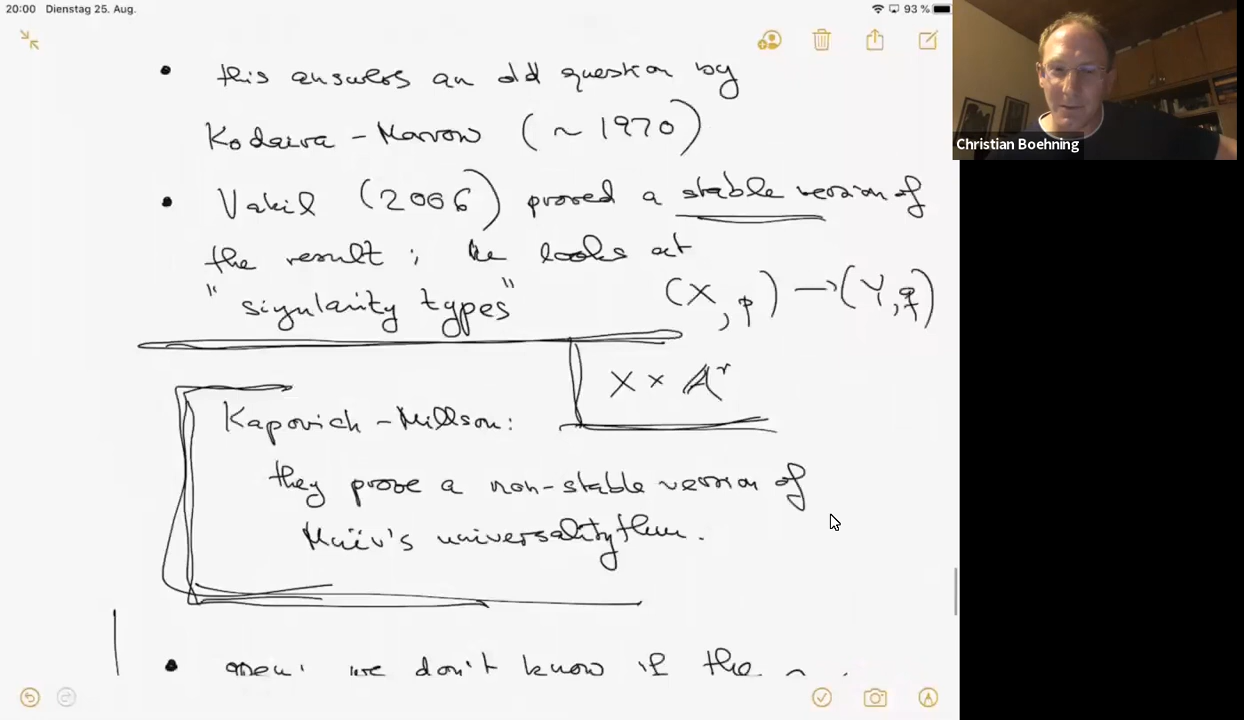 20:00 Dienstag 25. Aug.
93 %
• this answers an old question by
Kodaira - Morrow (~ 1970)
• Vakil (2006) proved a stable version of
the result; he looks at
"singularity types" (X, p) → (Y, q)
X × 𝔸^r
Kapovich - Millson:
they prove a non-stable version of
Mnëv's universality thm.
• open: we don't know if the
Christian Boehning